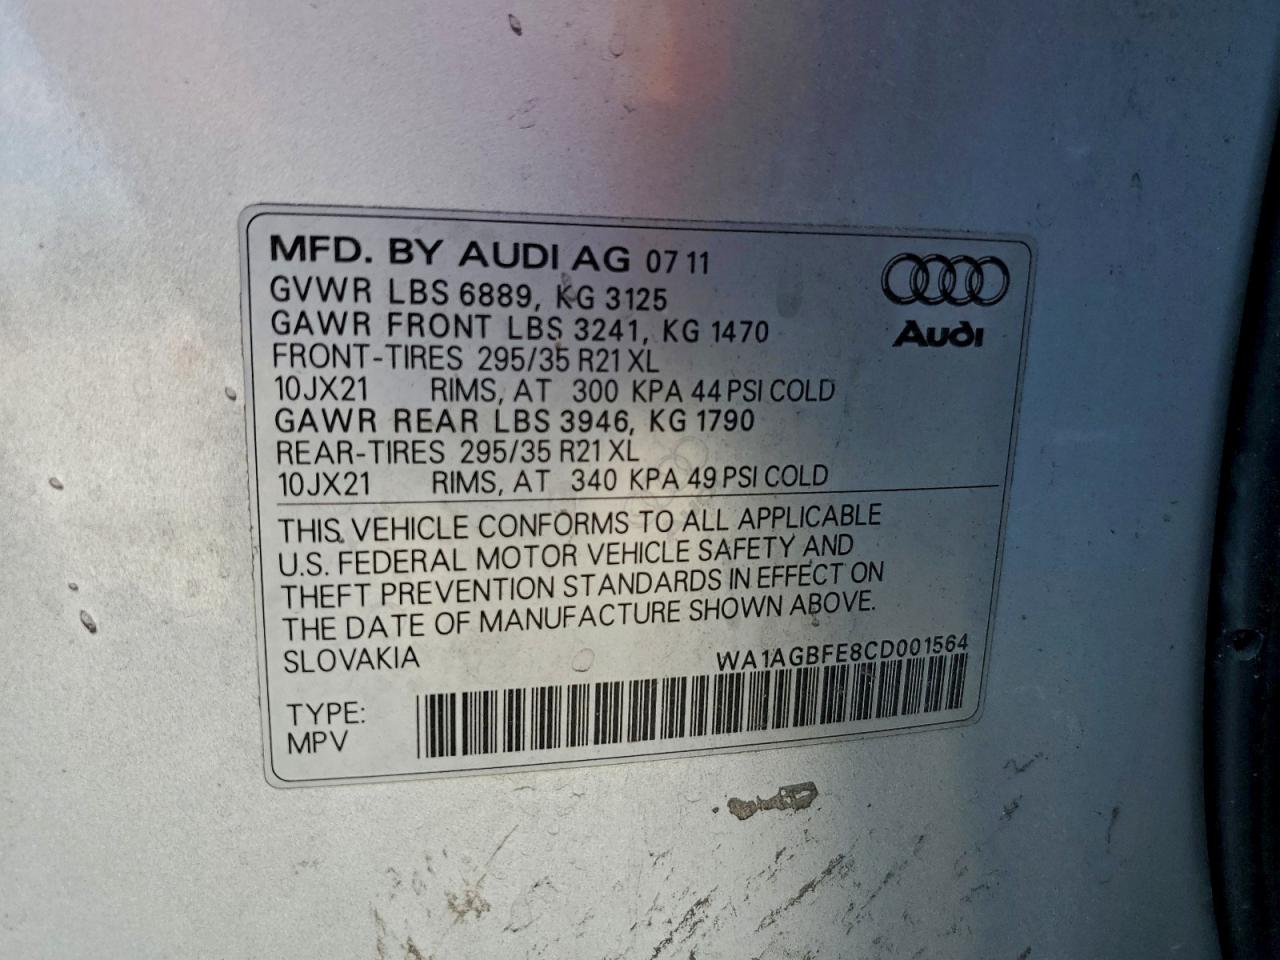 MFD. BY AUDI AG 07 11
GVWR LBS 6889, KG 3125
GAWR FRONT LBS 3241, KG 1470
FRONT-TIRES 295/35 R21 XL
10JX21 RIMS, AT 300 KPA 44 PSI COLD
GAWR REAR LBS 3946, KG 1790
REAR-TIRES 295/35 R21 XL
10JX21 RIMS, AT 340 KPA 49 PSI COLD
Audi
THIS VEHICLE CONFORMS TO ALL APPLICABLE
U.S. FEDERAL MOTOR VEHICLE SAFETY AND
THEFT PREVENTION STANDARDS IN EFFECT ON
THE DATE OF MANUFACTURE SHOWN ABOVE.
SLOVAKIA WA1AGBFE8CD001564
TYPE:
MPV